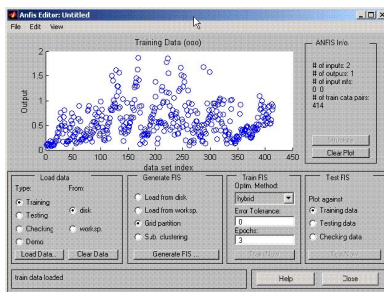 Anfis Editor: Untitled
File Edit View
Training Data (ooo)
ANFIS Info.
# of inputs: 2
# of outputs: 1
# of input mfs:
0 0
# of train data pairs:
414
Clear Plot
Output
2
1.5
1
0.5
0
0 50 100 150 200 250 300 350 400 450
data set index
Load data
Type: From:
Training
Testing
Checking
Demo
disk
worksp.
Load Data... Clear Data
Generate FIS
Load from disk
Load from worksp.
Grid partition
Sub. clustering
Generate FIS ...
Train FIS
Optim. Method:
hybrid
Error Tolerance:
0
Epochs:
3
Test FIS
Plot against
Training data
Testing data
Checking data
train data loaded
Help Close